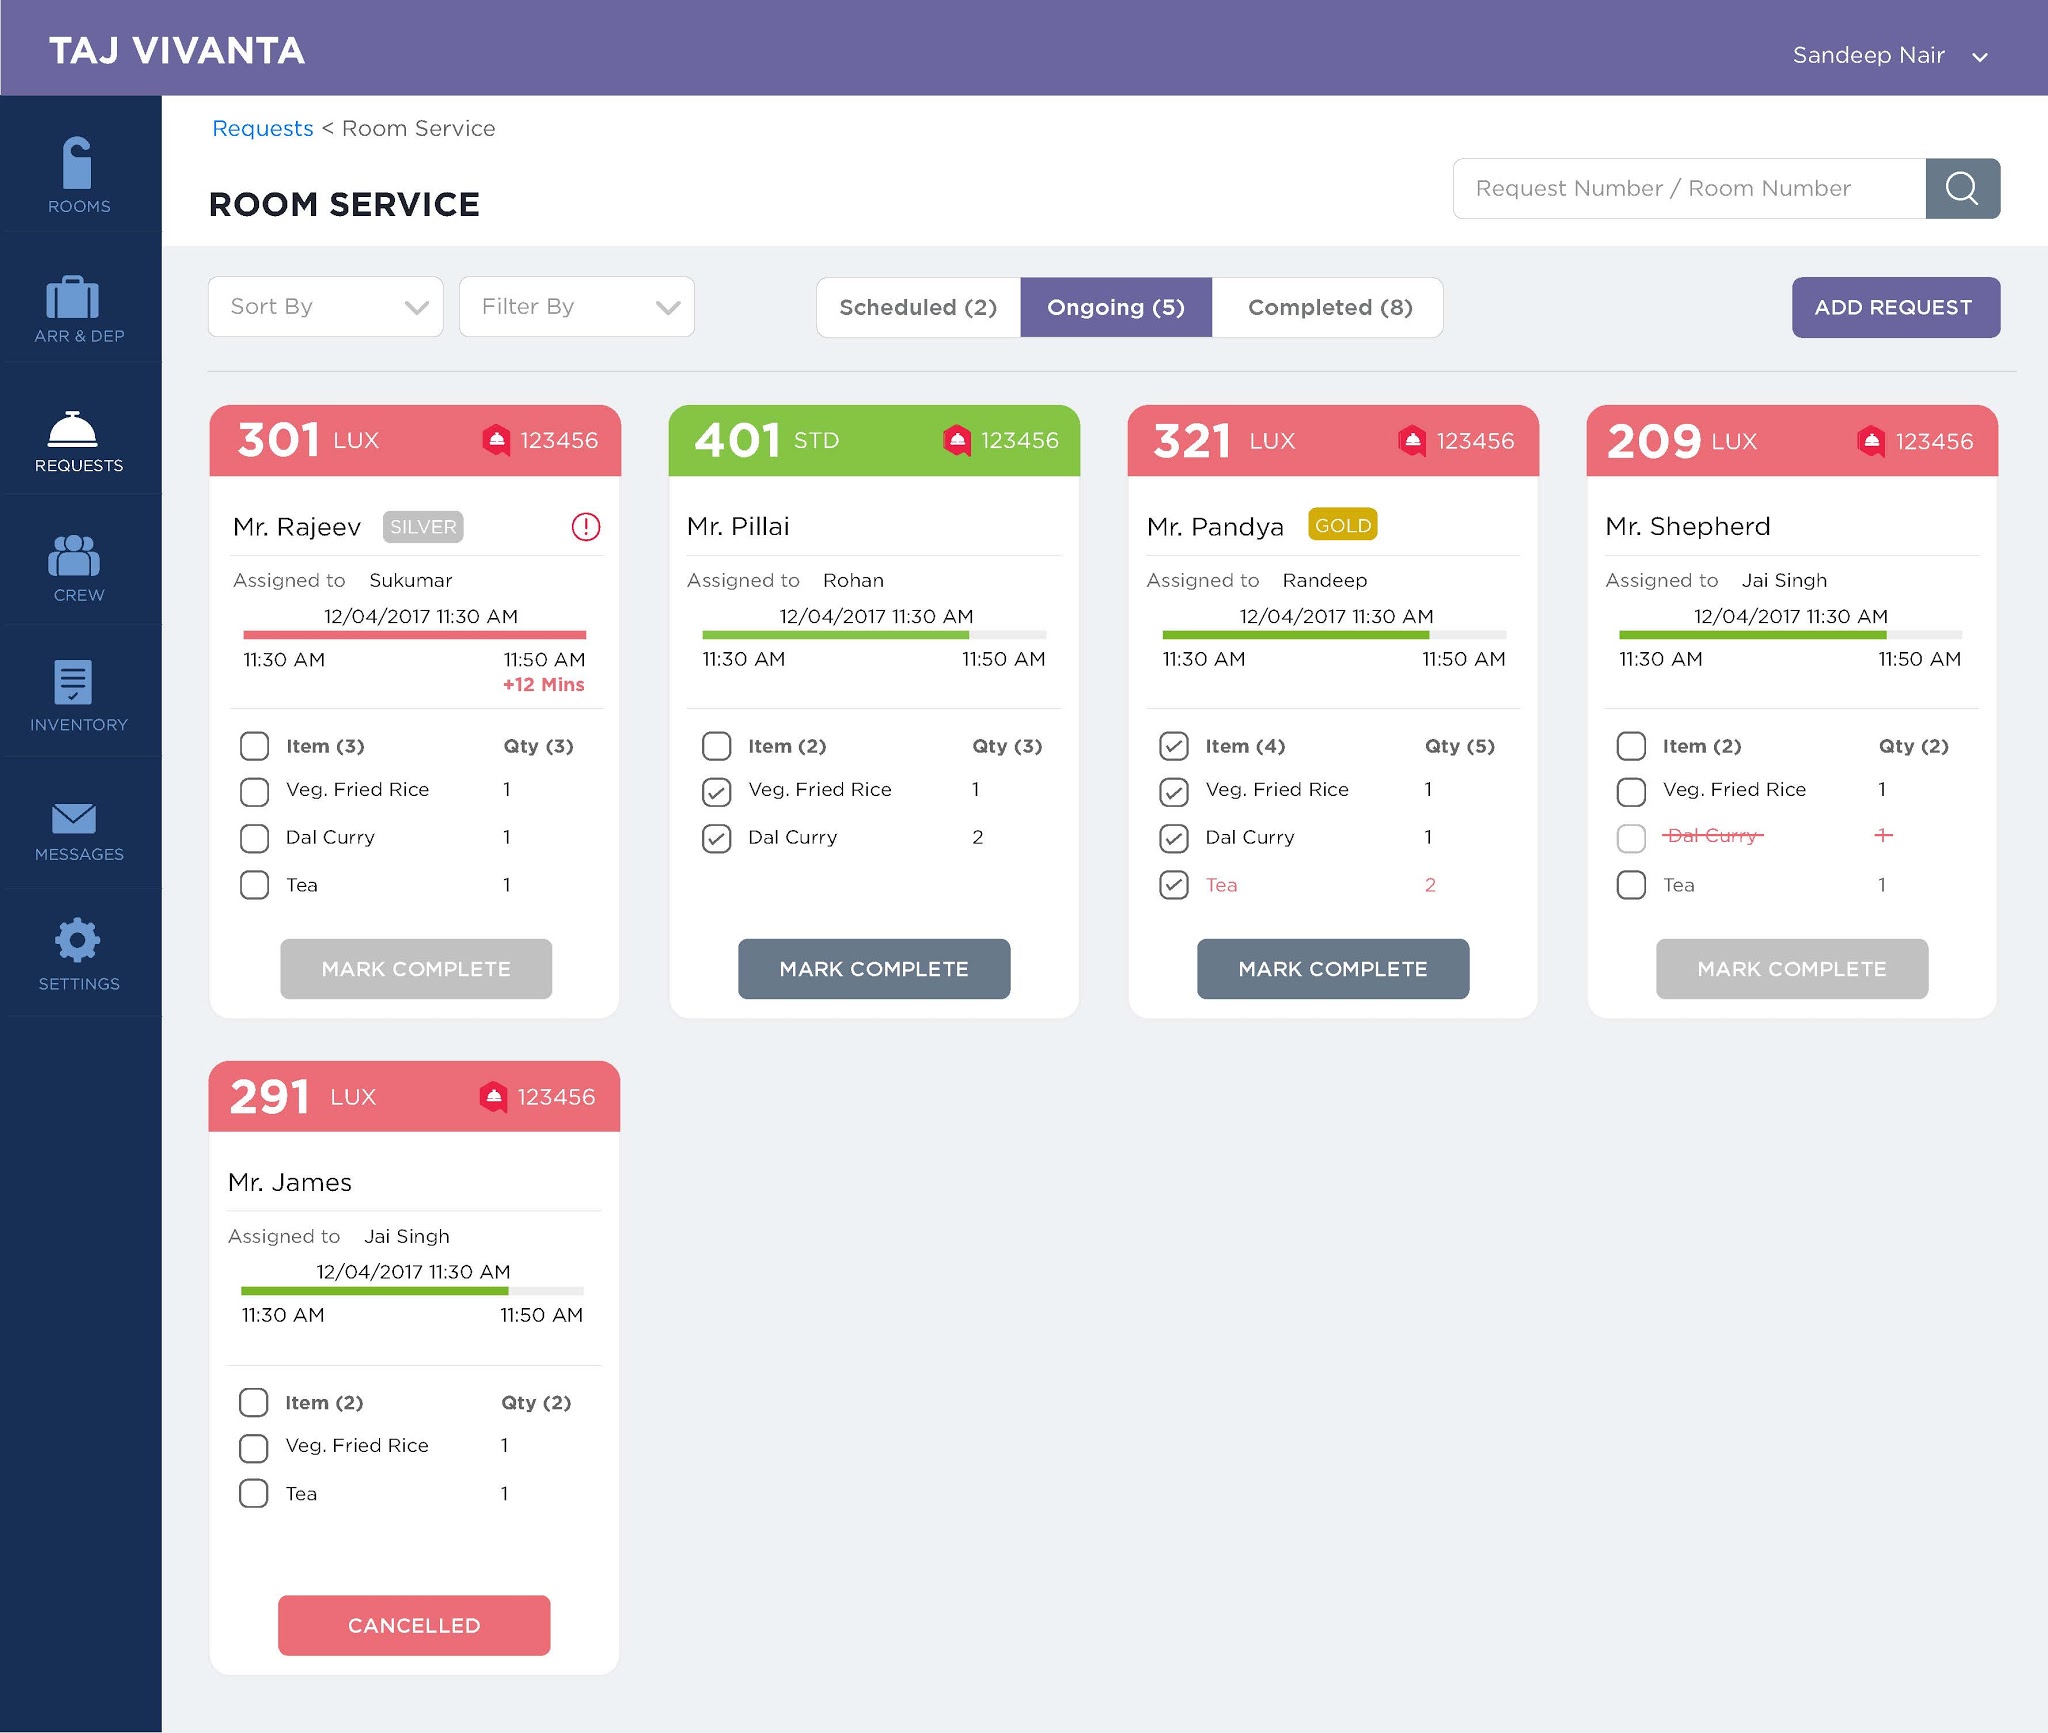 TAJ VIVANTA
Sandeep Nair
ROOMS
ARR & DEP
REQUESTS
CREW
INVENTORY
MESSAGES
SETTINGS
Requests < Room Service
ROOM SERVICE
Request Number / Room Number
Sort By
Filter By
Scheduled (2)
Ongoing (5)
Completed (8)
ADD REQUEST
301 LUX 123456
Mr. Rajeev SILVER
Assigned to Sukumar
12/04/2017 11:30 AM
11:30 AM 11:50 AM
+12 Mins
Item (3) Qty (3)
Veg. Fried Rice 1
Dal Curry 1
Tea 1
MARK COMPLETE
401 STD 123456
Mr. Pillai
Assigned to Rohan
12/04/2017 11:30 AM
11:30 AM 11:50 AM
Item (2) Qty (3)
Veg. Fried Rice 1
Dal Curry 2
MARK COMPLETE
321 LUX 123456
Mr. Pandya GOLD
Assigned to Randeep
12/04/2017 11:30 AM
11:30 AM 11:50 AM
Item (4) Qty (5)
Veg. Fried Rice 1
Dal Curry 1
Tea 2
MARK COMPLETE
209 LUX 123456
Mr. Shepherd
Assigned to Jai Singh
12/04/2017 11:30 AM
11:30 AM 11:50 AM
Item (2) Qty (2)
Veg. Fried Rice 1
Dal Curry 1
Tea 1
MARK COMPLETE
291 LUX 123456
Mr. James
Assigned to Jai Singh
12/04/2017 11:30 AM
11:30 AM 11:50 AM
Item (2) Qty (2)
Veg. Fried Rice 1
Tea 1
CANCELLED